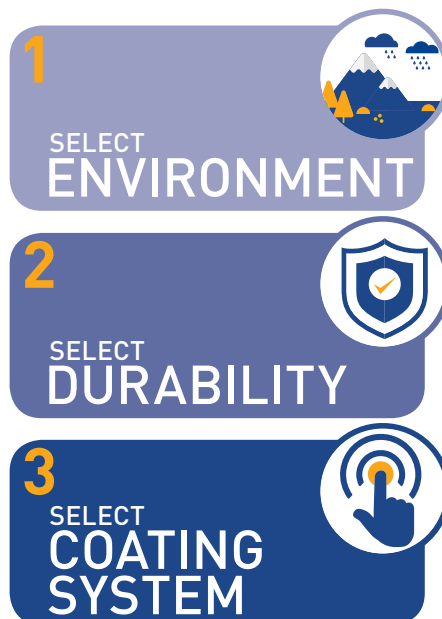 1
SELECT
ENVIRONMENT
2
SELECT
DURABILITY
3
SELECT
COATING
SYSTEM